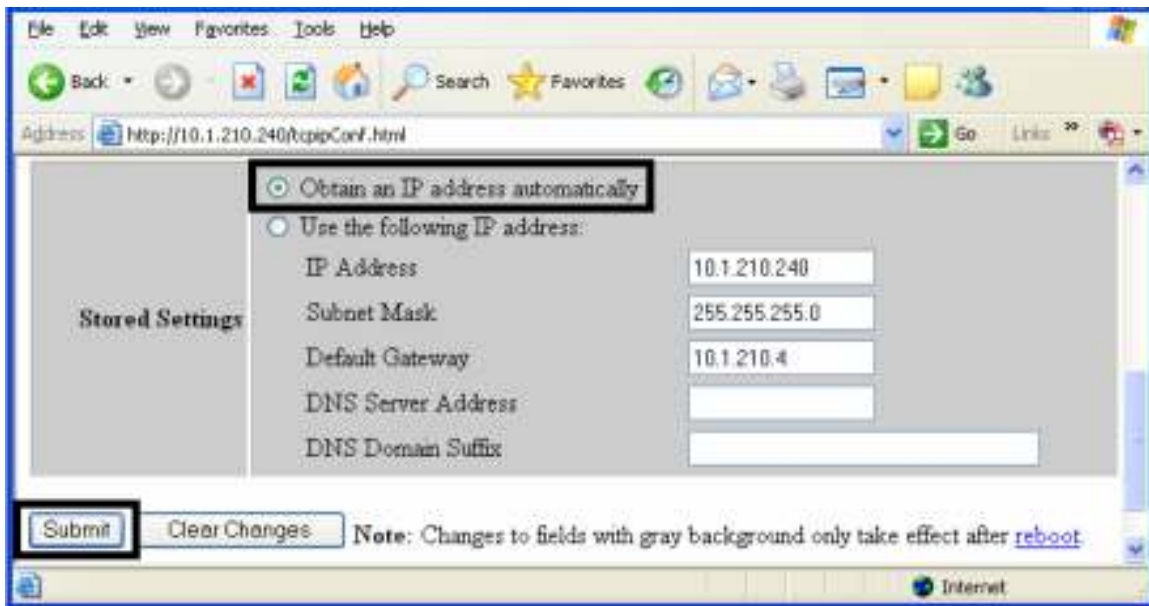 File Edit View Favorites Tools Help
Back Search Favorites
Address http://10.1.210.240/tcpipConf.html Go Links »
Obtain an IP address automatically
Use the following IP address:
IP Address 10.1.210.240
Stored Settings
Subnet Mask 255.255.255.0
Default Gateway 10.1.210.4
DNS Server Address
DNS Domain Suffix
Submit Clear Changes Note: Changes to fields with gray background only take effect after reboot.
Internet